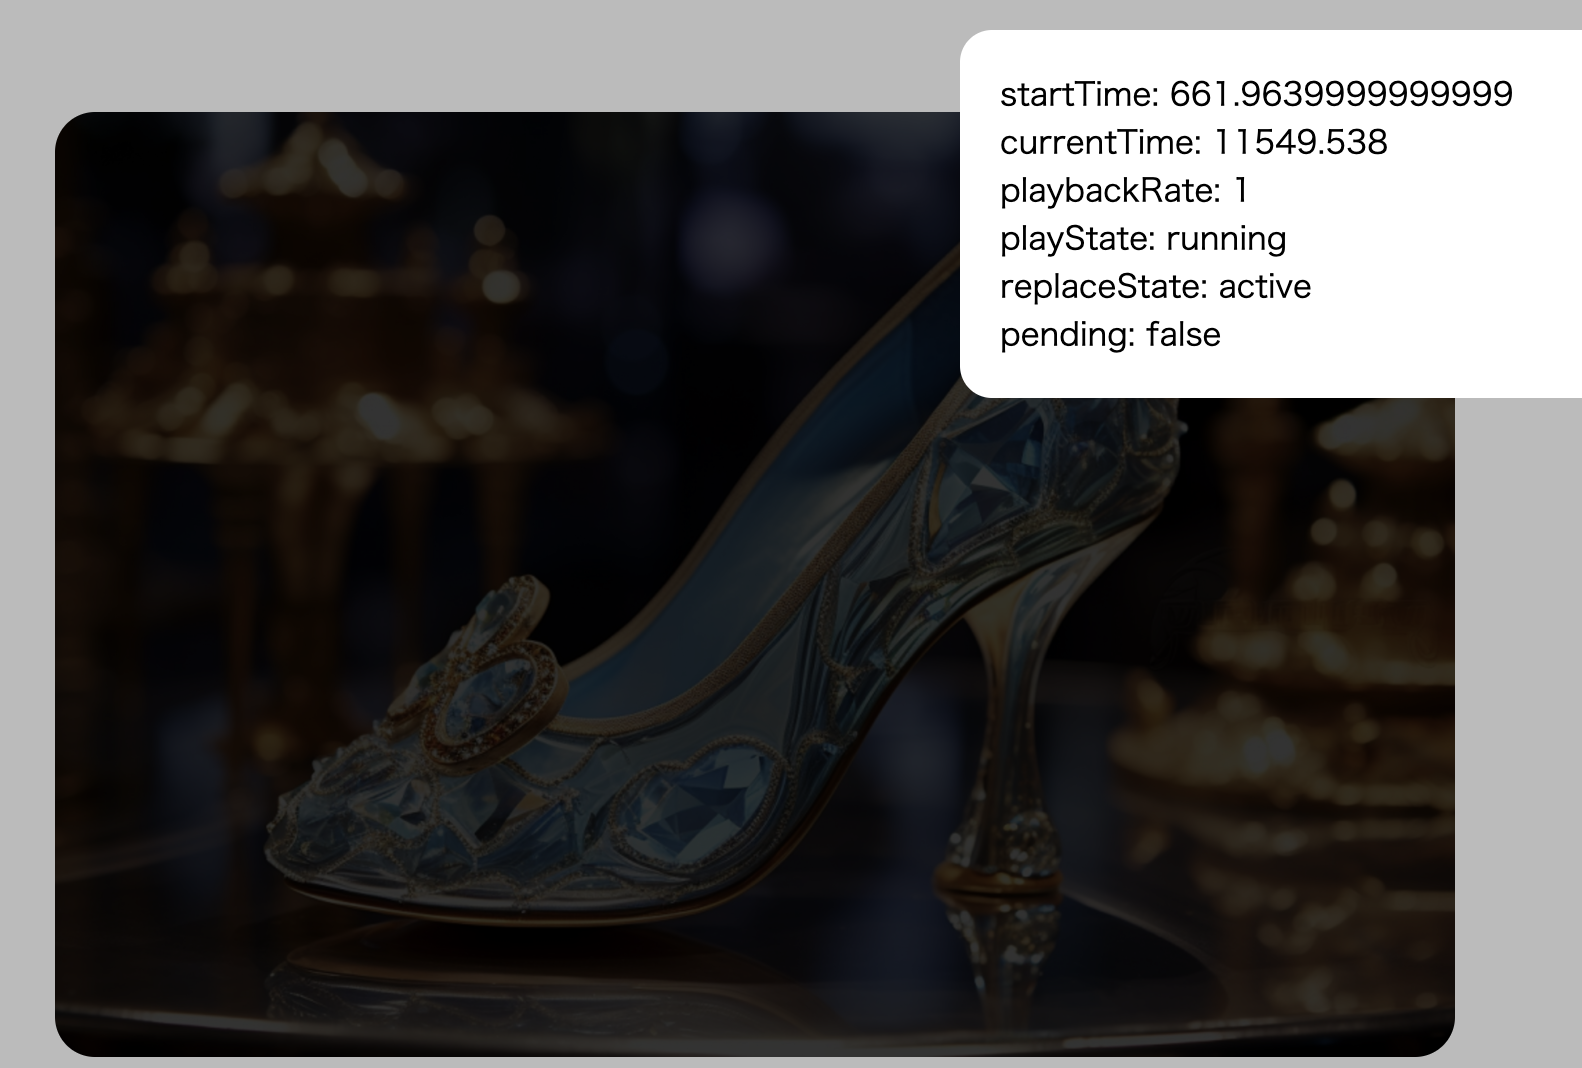 startTime: 661.9639999999999
currentTime: 11549.538
playbackRate: 1
playState: running
replaceState: active
pending: false